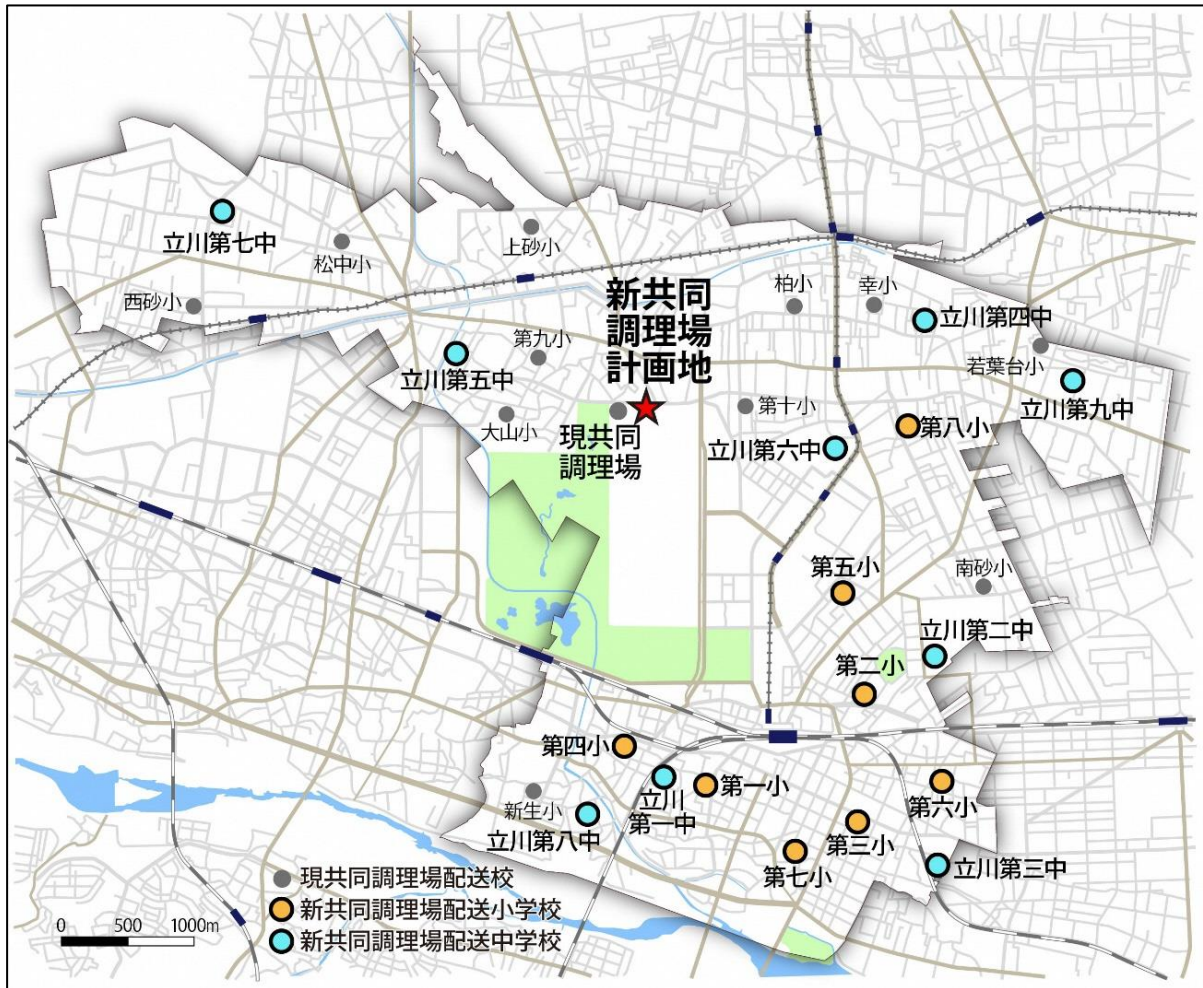 立川第七中
松中小
上砂小
西砂小
新共同
調理場
計画地
柏小
幸小
立川第四中
若葉台小
立川第九中
立川第五中
第九小
大山小
現共同
調理場
第十小
立川第六中
第八小
第五小
南砂小
立川第二中
第二小
第四小
立川
第一中
第一小
第六小
新生小
立川第八中
第三小
第七小
立川第三中
現共同調理場配送校
新共同調理場配送小学校
新共同調理場配送中学校
0 500 1000m